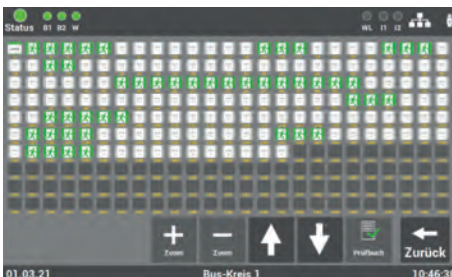 Status B1 B2 W WL I1 I2
Zoom Zoom Prüfbuch Zurück
01.03.21 Bus-Kreis 1 10:46:3